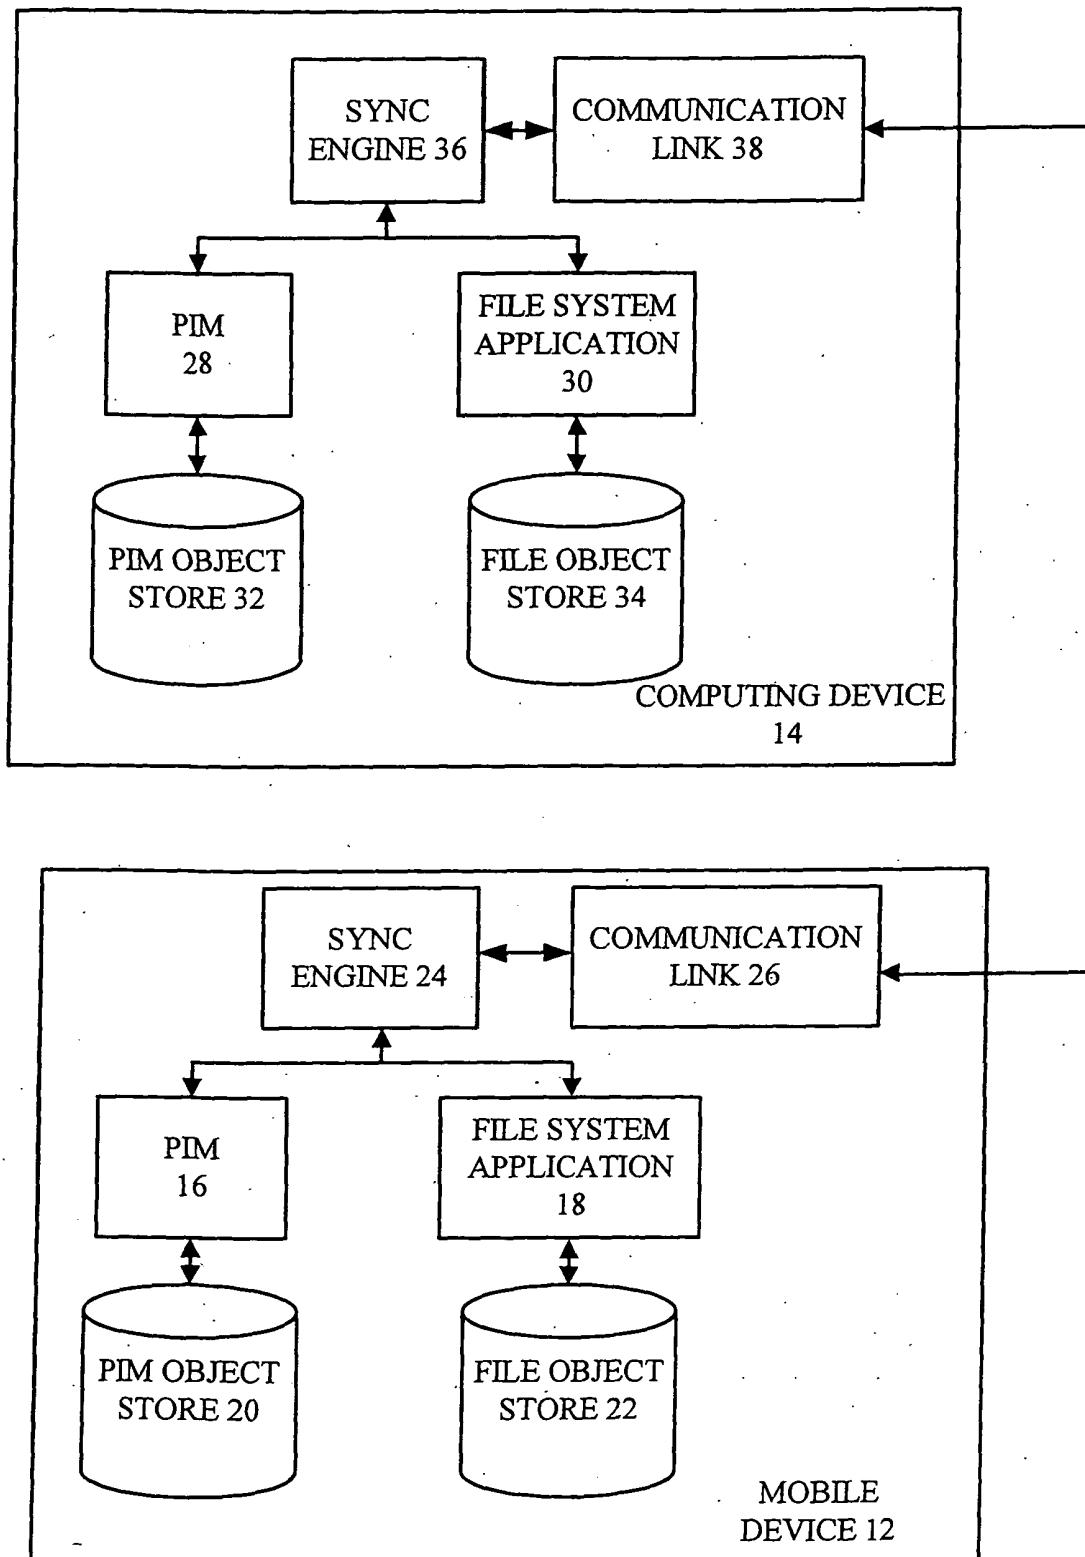 SYNC
ENGINE 36
COMMUNICATION
LINK 38
PIM
28
FILE SYSTEM
APPLICATION
30
PIM OBJECT
STORE 32
FILE OBJECT
STORE 34
COMPUTING DEVICE
14
SYNC
ENGINE 24
COMMUNICATION
LINK 26
PIM
16
FILE SYSTEM
APPLICATION
18
PIM OBJECT
STORE 20
FILE OBJECT
STORE 22
MOBILE
DEVICE 12